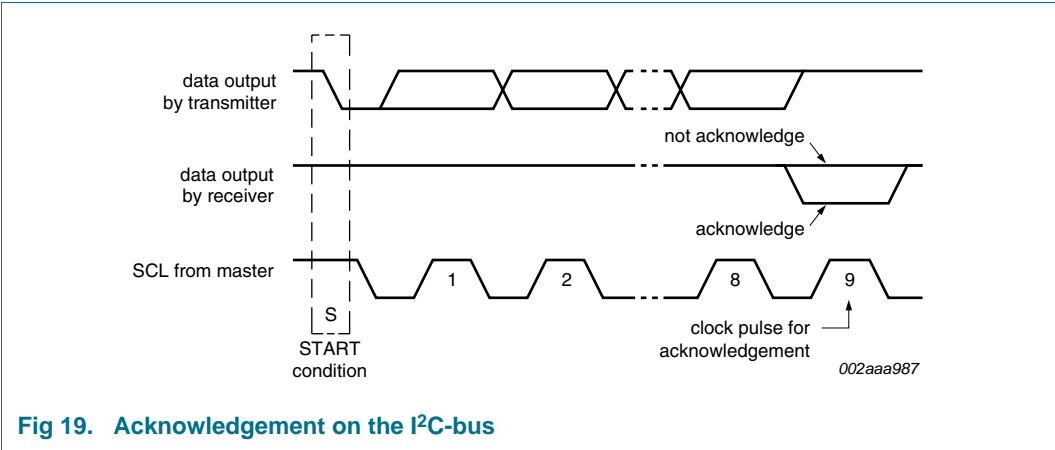 data output
by transmitter
not acknowledge
data output
by receiver
acknowledge
SCL from master
1
2
8
9
S
START
condition
clock pulse for
acknowledgement
002aaa987
Fig 19. Acknowledgement on the I²C-bus